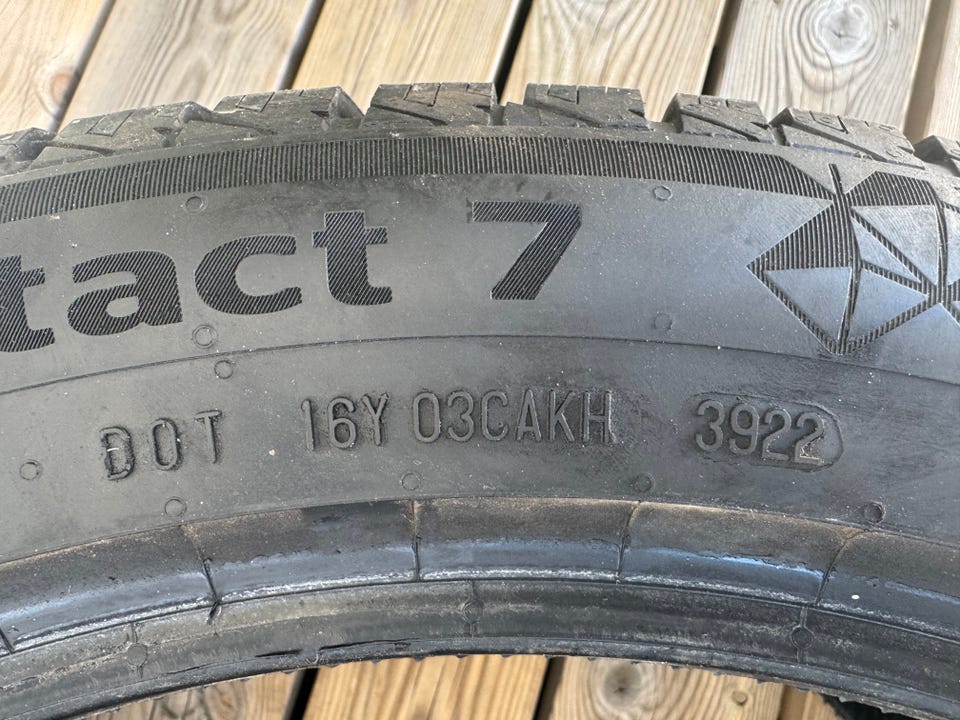 tact 7
DOT 16Y 03CAKH 3922